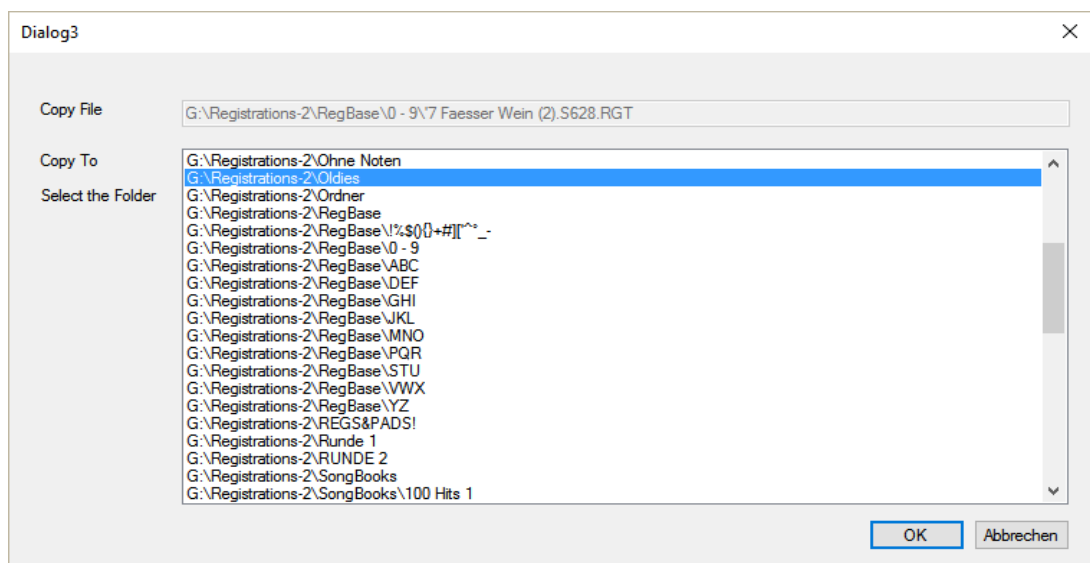 Dialog3
Copy File
G:\Registrations-2\RegBase\0 - 9\'7 Faesser Wein (2).S628.RGT
Copy To
Select the Folder
G:\Registrations-2\Ohne Noten
G:\Registrations-2\Oldies
G:\Registrations-2\Ordner
G:\Registrations-2\RegBase
G:\Registrations-2\RegBase\!%$(){}+#]['^°_-
G:\Registrations-2\RegBase\0 - 9
G:\Registrations-2\RegBase\ABC
G:\Registrations-2\RegBase\DEF
G:\Registrations-2\RegBase\GHI
G:\Registrations-2\RegBase\JKL
G:\Registrations-2\RegBase\MNO
G:\Registrations-2\RegBase\PQR
G:\Registrations-2\RegBase\STU
G:\Registrations-2\RegBase\VWX
G:\Registrations-2\RegBase\YZ
G:\Registrations-2\REGS&PADS!
G:\Registrations-2\Runde 1
G:\Registrations-2\RUNDE 2
G:\Registrations-2\SongBooks
G:\Registrations-2\SongBooks\100 Hits 1
OK
Abbrechen